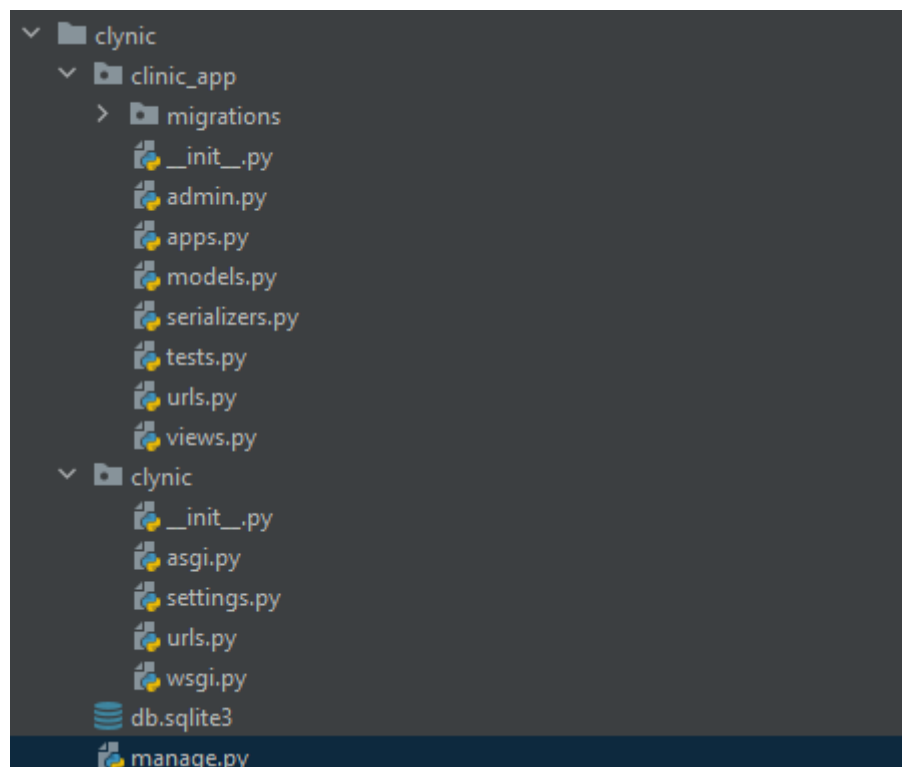 clynic
clinic_app
migrations
__init__.py
admin.py
apps.py
models.py
serializers.py
tests.py
urls.py
views.py
clynic
__init__.py
asgi.py
settings.py
urls.py
wsgi.py
db.sqlite3
manage.py